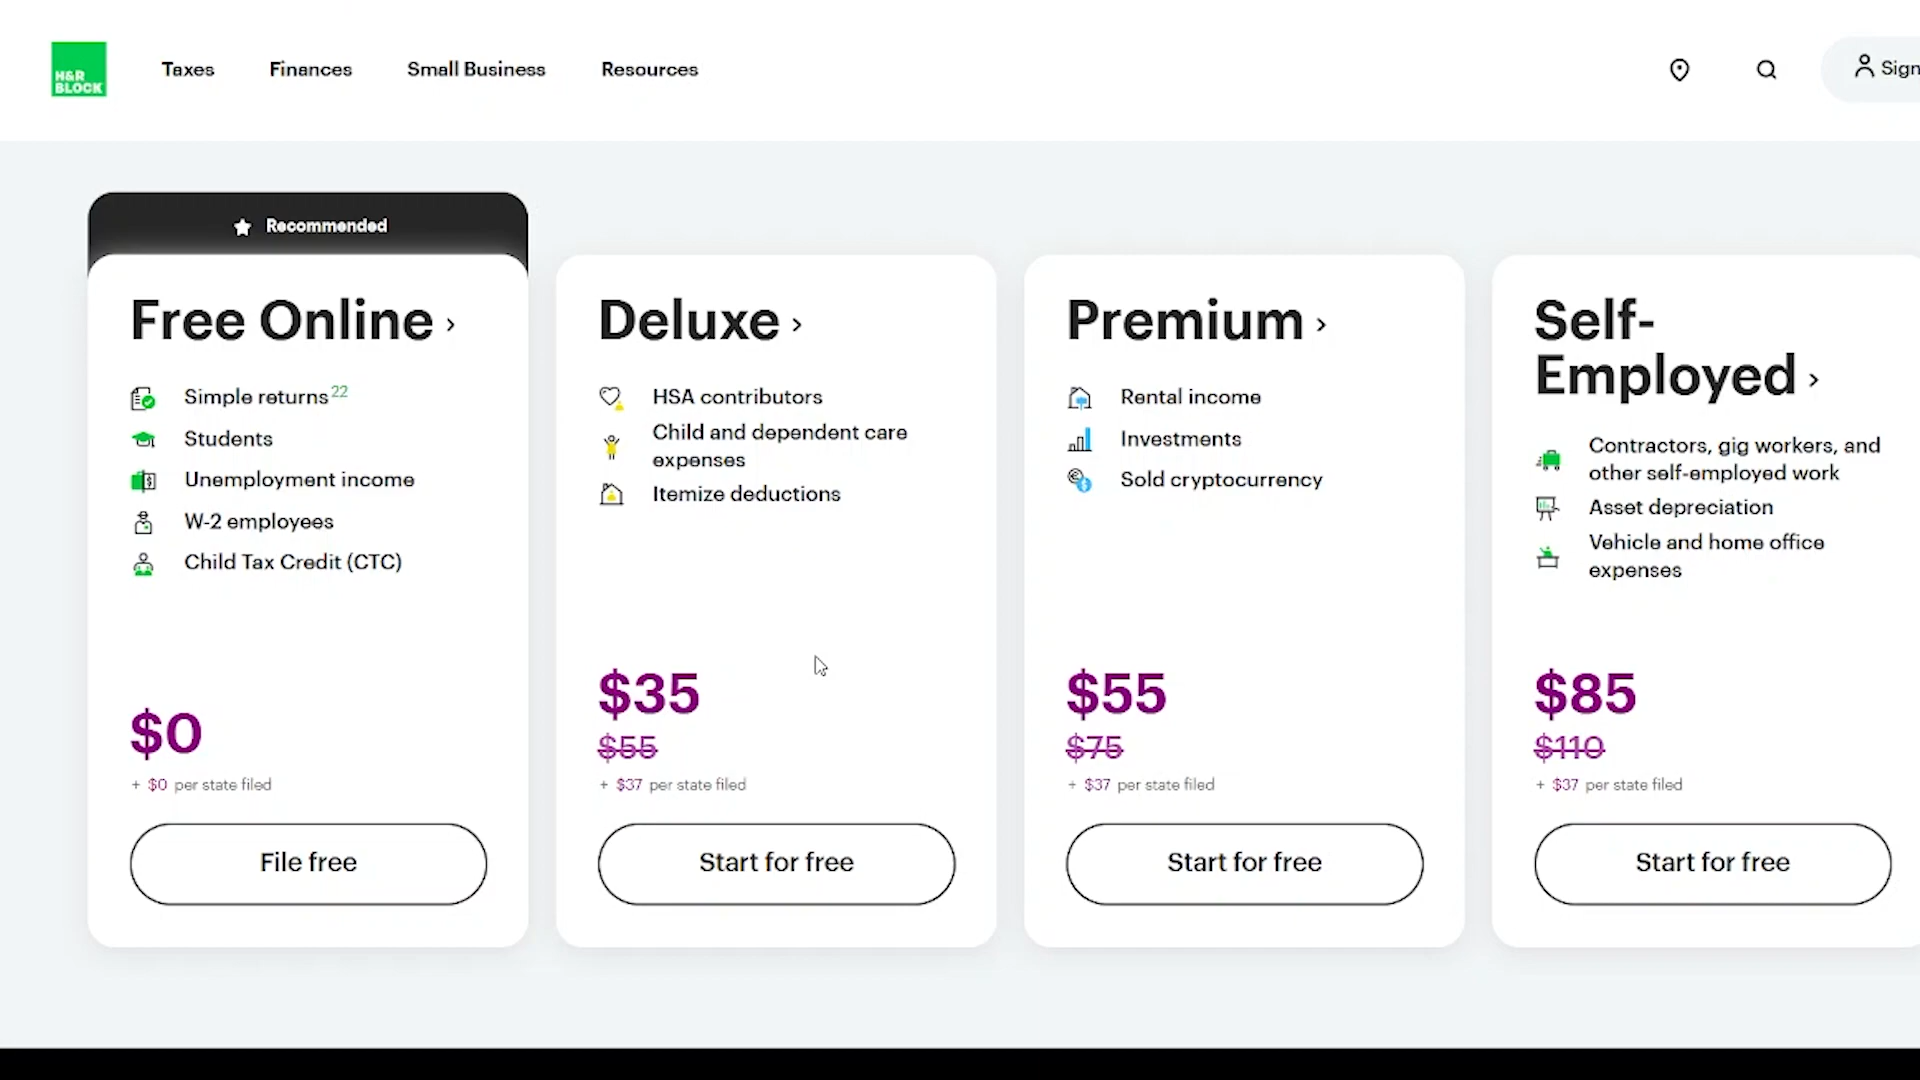 H&R
BLOCK
Taxes
Finances
Small Business
Resources
Sign
Recommended
Free Online
Simple returns22
Students
Unemployment income
W-2 employees
Child Tax Credit (CTC)
$0
+ $0 per state filed
File free
Deluxe
HSA contributors
Child and dependent care
expenses
Itemize deductions
$35
$55
+ $37 per state filed
Start for free
Premium
Rental income
Investments
Sold cryptocurrency
$55
$75
+ $37 per state filed
Start for free
Self-
Employed
Contractors, gig workers, and
other self-employed work
Asset depreciation
Vehicle and home office
expenses
$85
$110
+ $37 per state filed
Start for free